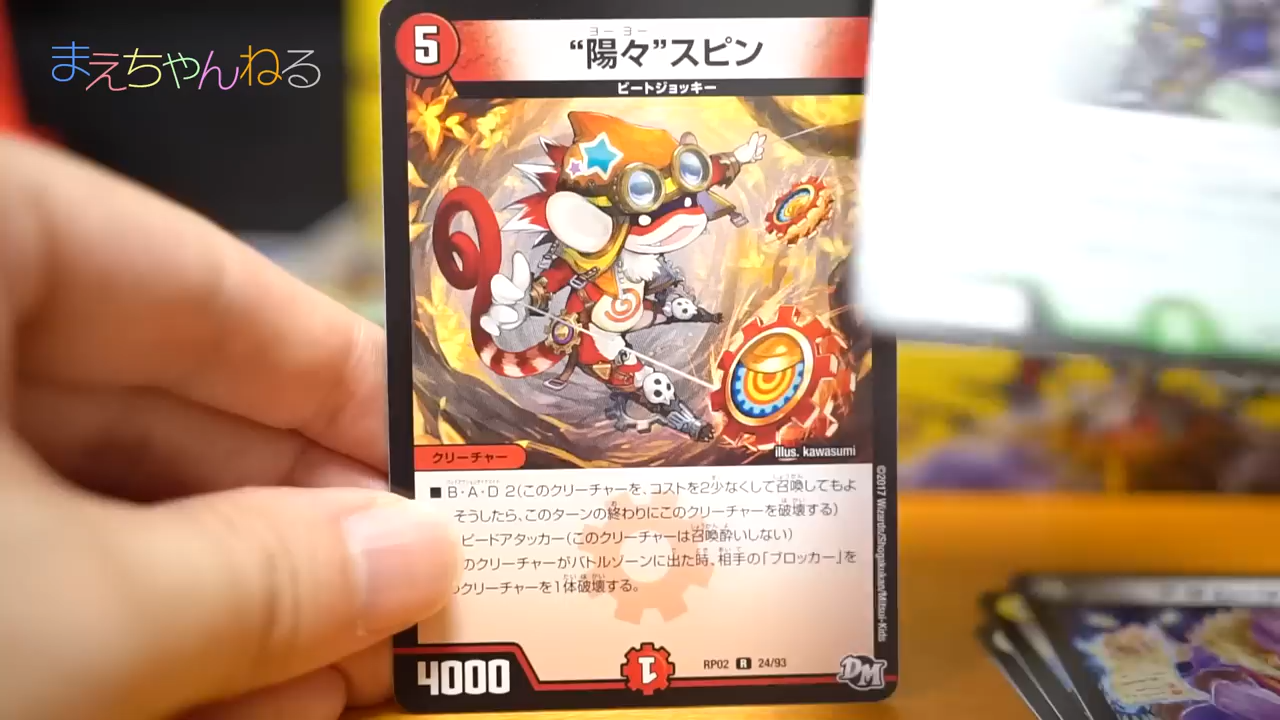 まえちゃんねる
5
ヨーヨー
“陽々”スピン
ビートジョッキー
illus. kawasumi
クリーチャー
■B・A・D 2(このクリーチャーを、コストを2少なくして召喚してもよ
そうしたら、このターンの終わりにこのクリーチャーを破壊する)
ピードアタッカー(このクリーチャーは召喚酔いしない)
のクリーチャーがバトルゾーンに出た時、相手の「ブロッカー」を
クリーチャーを1体破壊する。
©2017 Wizards/Shogakukan/Mitsui-Kids
4000
1
RP02 R 24/93
DM